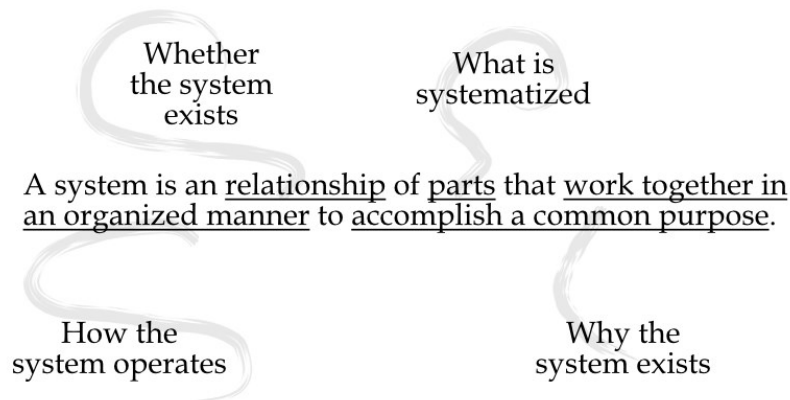 Whether
the system
exists
What is
systematized
A system is an relationship of parts that work together in
an organized manner to accomplish a common purpose.
How the
system operates
Why the
system exists